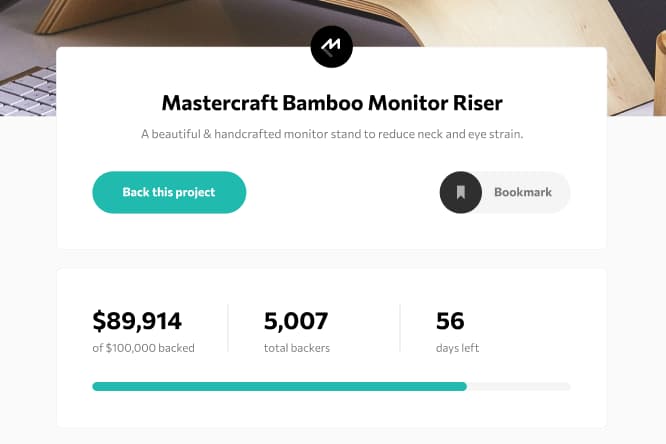 Mastercraft Bamboo Monitor Riser
A beautiful & handcrafted monitor stand to reduce neck and eye strain.
Back this project
Bookmark
$89,914
5,007
56
of $100,000 backed
total backers
days left